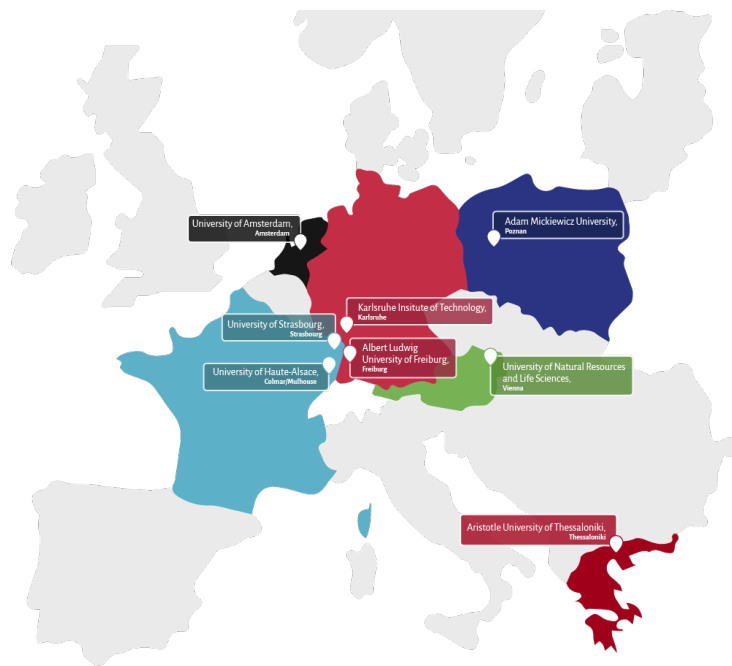 University of Amsterdam,
Amsterdam
Adam Mickiewicz University,
Poznan
Karlsruhe Insitute of Technology,
Karlsruhe
University of Strasbourg,
Strasbourg
Albert Ludwig
University of Freiburg,
Freiburg
University of Haute-Alsace,
Colmar/Mulhouse
University of Natural Resources
and Life Sciences,
Vienna
Aristotle University of Thessaloniki,
Thessaloniki